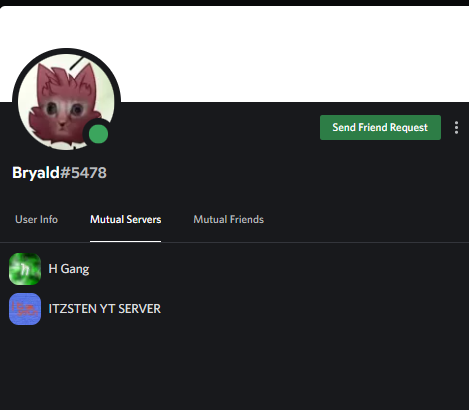 Send Friend Request
Bryald#5478
User Info Mutual Servers Mutual Friends
H Gang
ITZSTEN YT SERVER